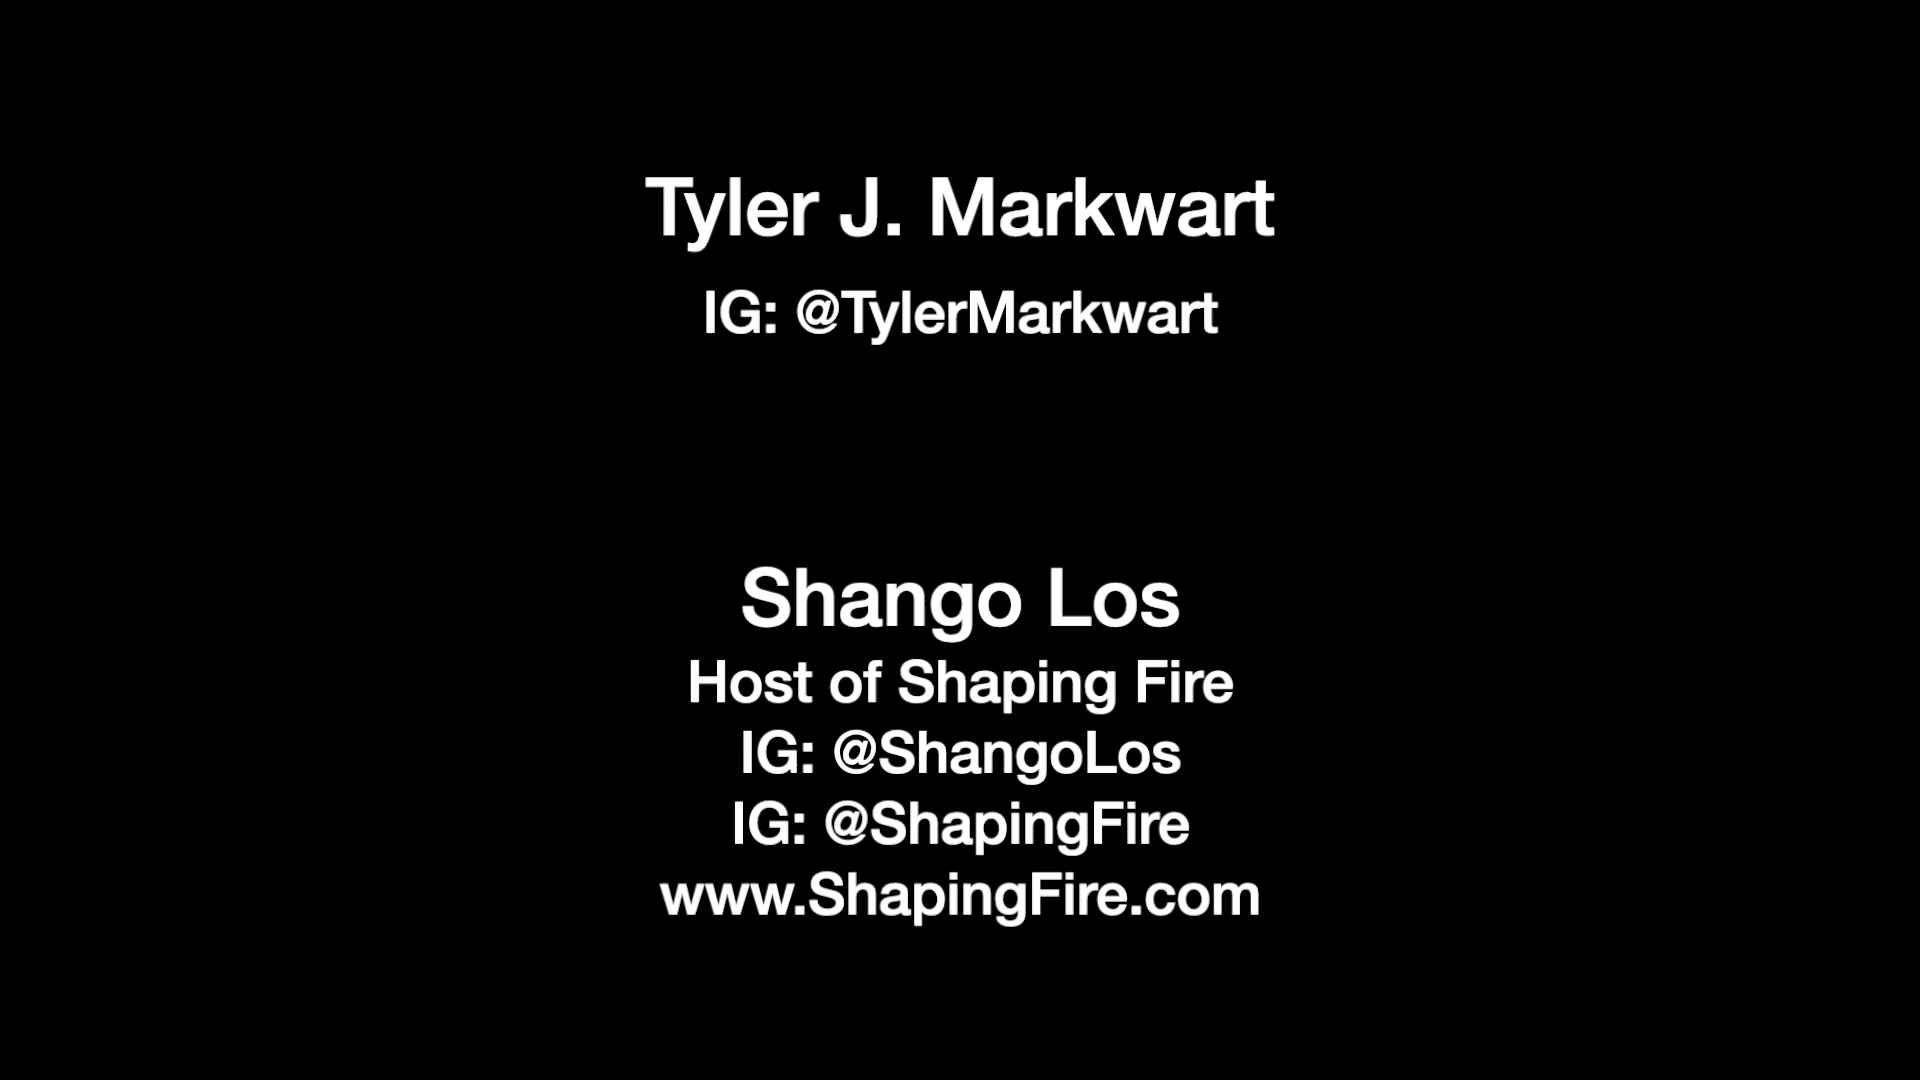 Tyler J. Markwart
IG: @TylerMarkwart
Shango Los
Host of Shaping Fire
IG: @ShangoLos
IG: @ShapingFire
www.ShapingFire.com